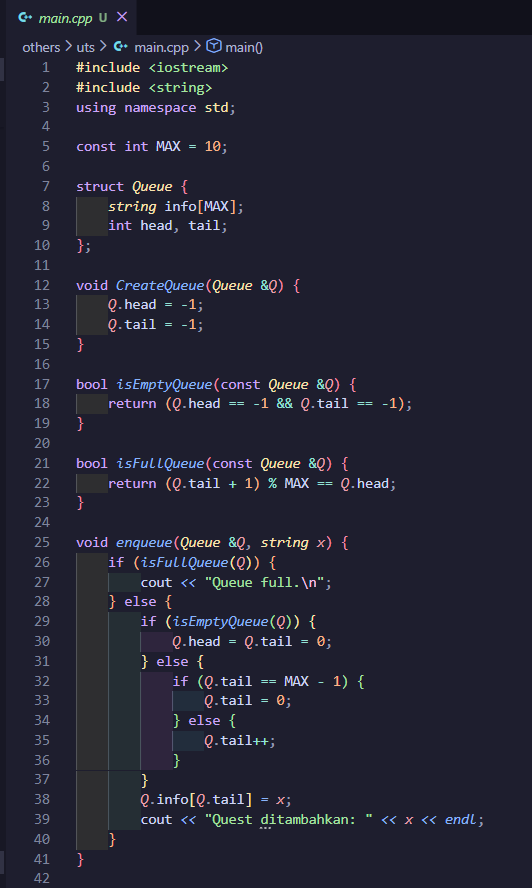 main.cpp U
others > uts > main.cpp > main()
1 #include <iostream>
2 #include <string>
3 using namespace std;
4
5 const int MAX = 10;
6
7 struct Queue {
8     string info[MAX];
9     int head, tail;
10 };
11
12 void CreateQueue(Queue &Q) {
13     Q.head = -1;
14     Q.tail = -1;
15 }
16
17 bool isEmptyQueue(const Queue &Q) {
18     return (Q.head == -1 && Q.tail == -1);
19 }
20
21 bool isFullQueue(const Queue &Q) {
22     return (Q.tail + 1) % MAX == Q.head;
23 }
24
25 void enqueue(Queue &Q, string x) {
26     if (isFullQueue(Q)) {
27         cout << "Queue full.\n";
28     } else {
29         if (isEmptyQueue(Q)) {
30             Q.head = Q.tail = 0;
31         } else {
32             if (Q.tail == MAX - 1) {
33                 Q.tail = 0;
34             } else {
35                 Q.tail++;
36             }
37         }
38         Q.info[Q.tail] = x;
39         cout << "Quest ditambahkan: " << x << endl;
40     }
41 }
42